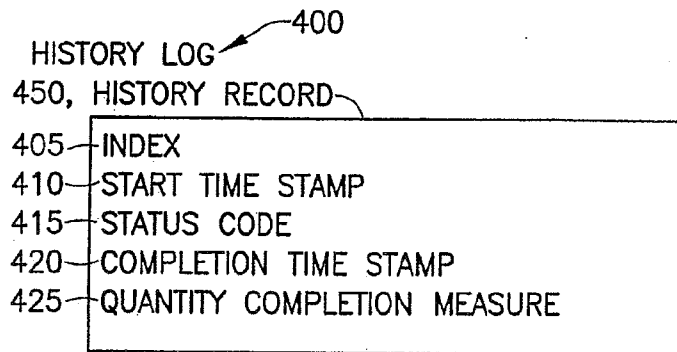 400
HISTORY LOG
450, HISTORY RECORD
405 INDEX
410 START TIME STAMP
415 STATUS CODE
420 COMPLETION TIME STAMP
425 QUANTITY COMPLETION MEASURE